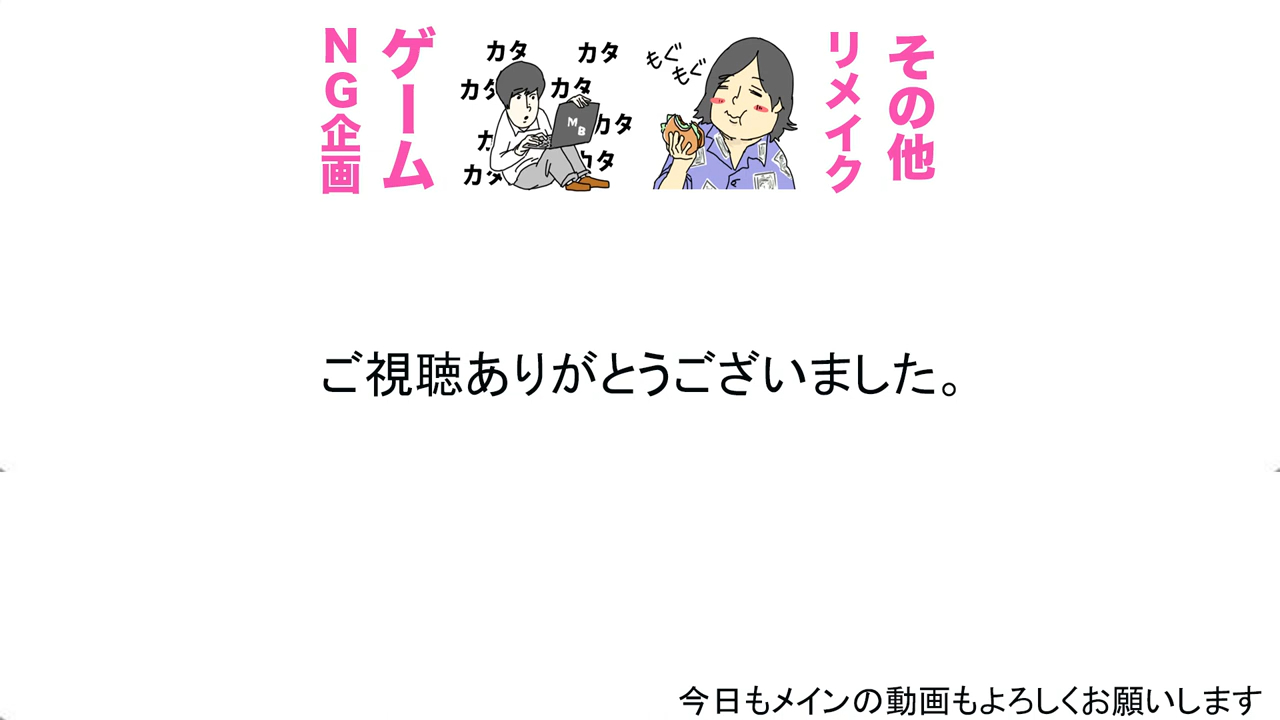 ゲーム
NG企画
カタ
カタ
カタ
カタ
カタ
カタ
カタ
MB
もぐ
もぐ
その他
リメイク
ご視聴ありがとうございました。
今日もメインの動画もよろしくお願いします